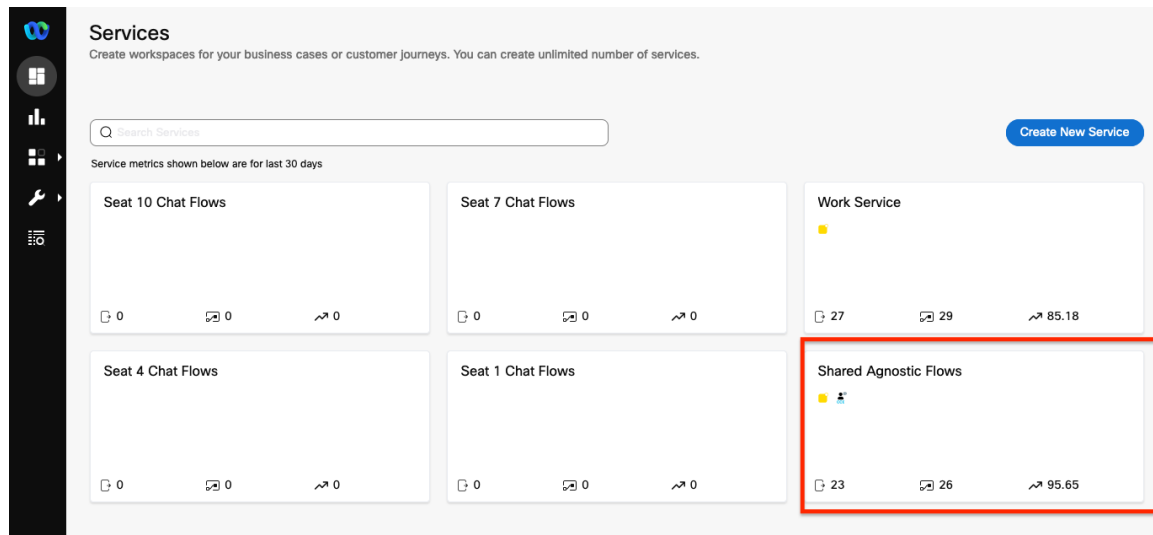 Services
Create workspaces for your business cases or customer journeys. You can create unlimited number of services.
Search Services
Create New Service
Service metrics shown below are for last 30 days
Seat 10 Chat Flows
0 0 0
Seat 7 Chat Flows
0 0 0
Work Service
27 29 85.18
Seat 4 Chat Flows
0 0 0
Seat 1 Chat Flows
0 0 0
Shared Agnostic Flows
23 26 95.65